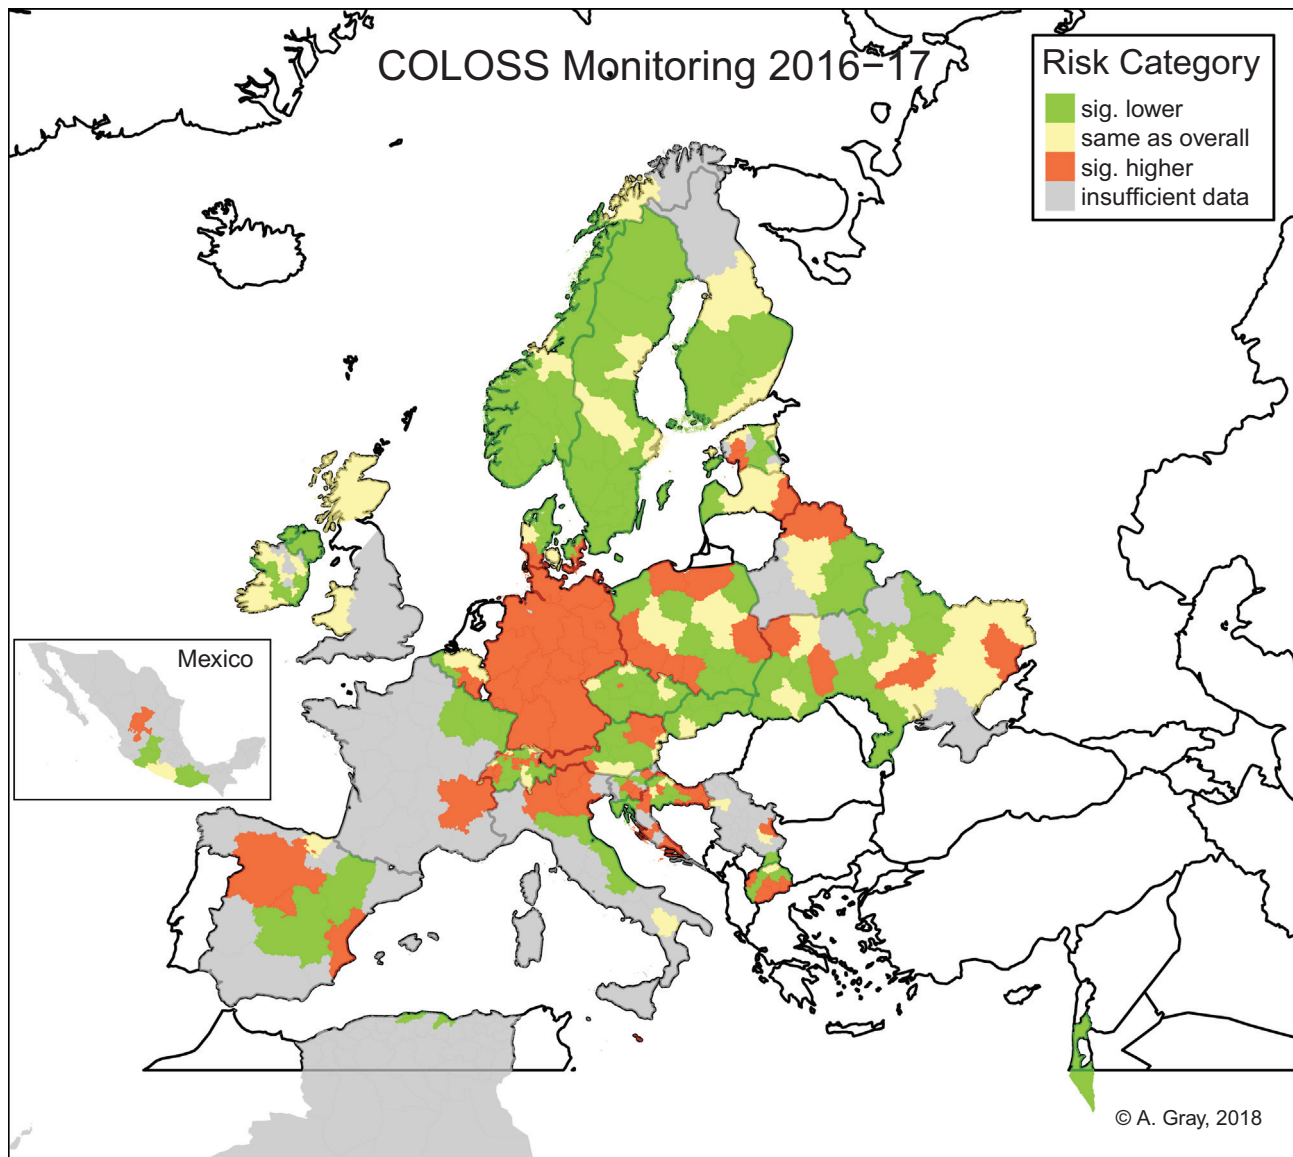 COLOSS Monitoring 2016−17
Risk Category
sig. lower
same as overall
sig. higher
insufficient data
Mexico
© A. Gray, 2018